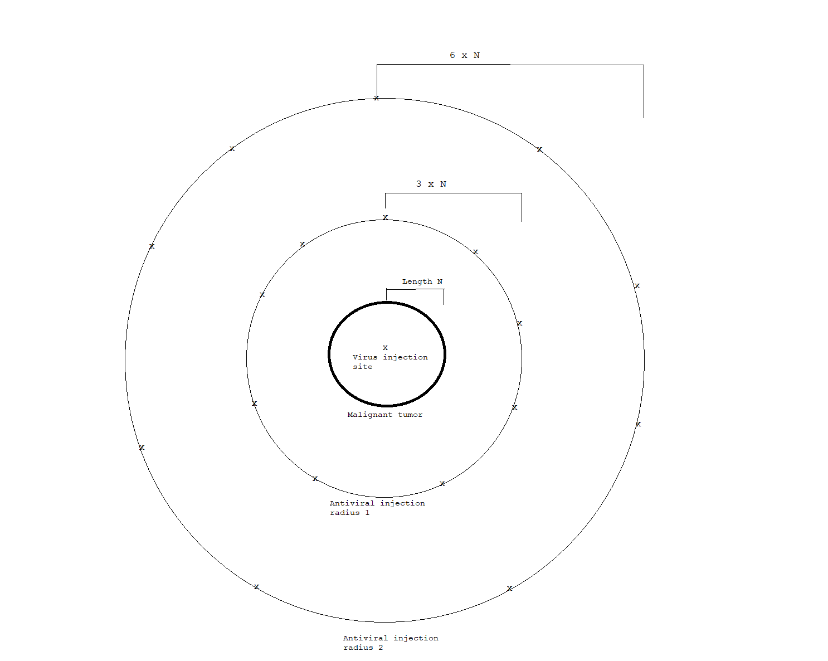 6 x N
x
x
x
x
3 x N
x
x
x
x
x
Length N
x
x
Virus injection
site
x
x
Malignant tumor
x
x
x
x
Antiviral injection
radius 1
x
x
Antiviral injection
radius 2